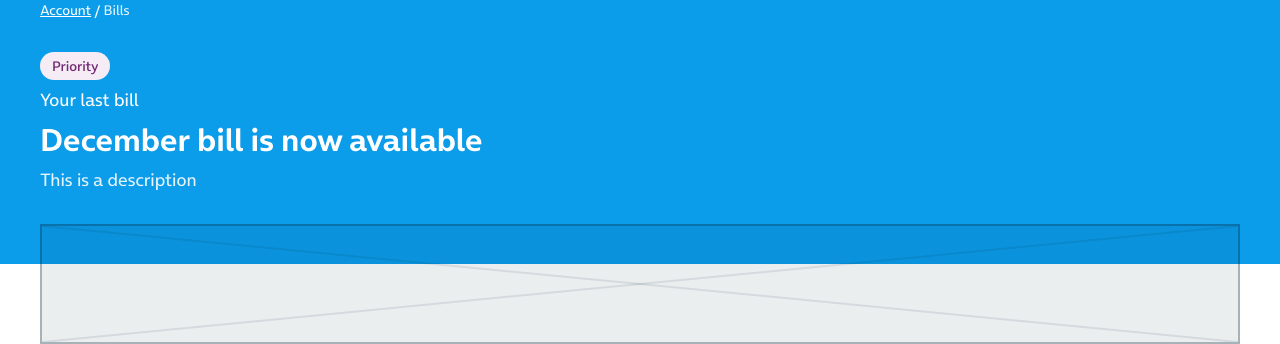 Account / Bills
Priority
Your last bill
December bill is now available
This is a description